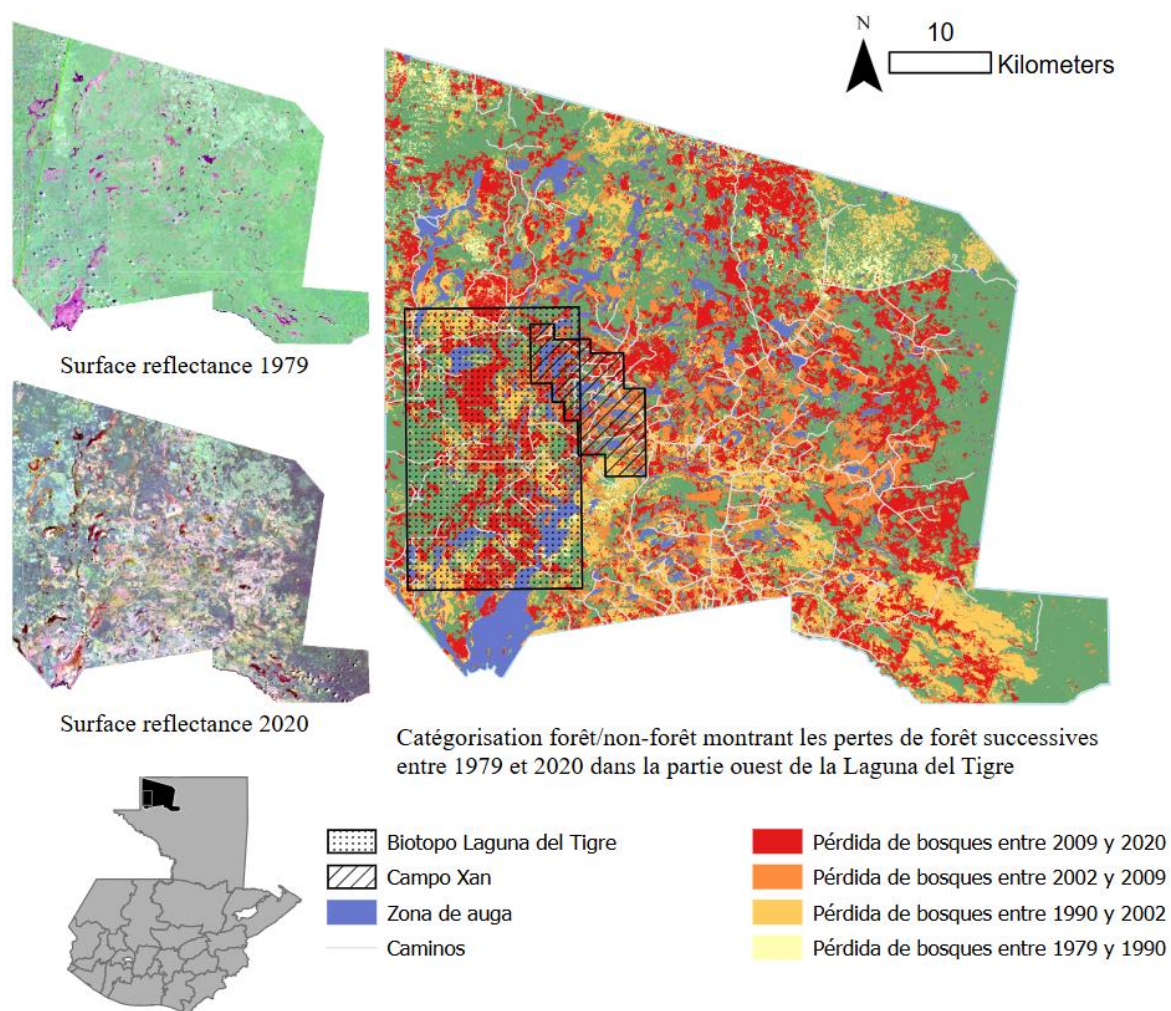 N
10
Kilometers
Surface reflectance 1979
Surface reflectance 2020
Catégorisation forêt/non-forêt montrant les pertes de forêt successives
entre 1979 et 2020 dans la partie ouest de la Laguna del Tigre
Biotopo Laguna del Tigre
Campo Xan
Zona de auga
Caminos
Pérdida de bosques entre 2009 y 2020
Pérdida de bosques entre 2002 y 2009
Pérdida de bosques entre 1990 y 2002
Pérdida de bosques entre 1979 y 1990